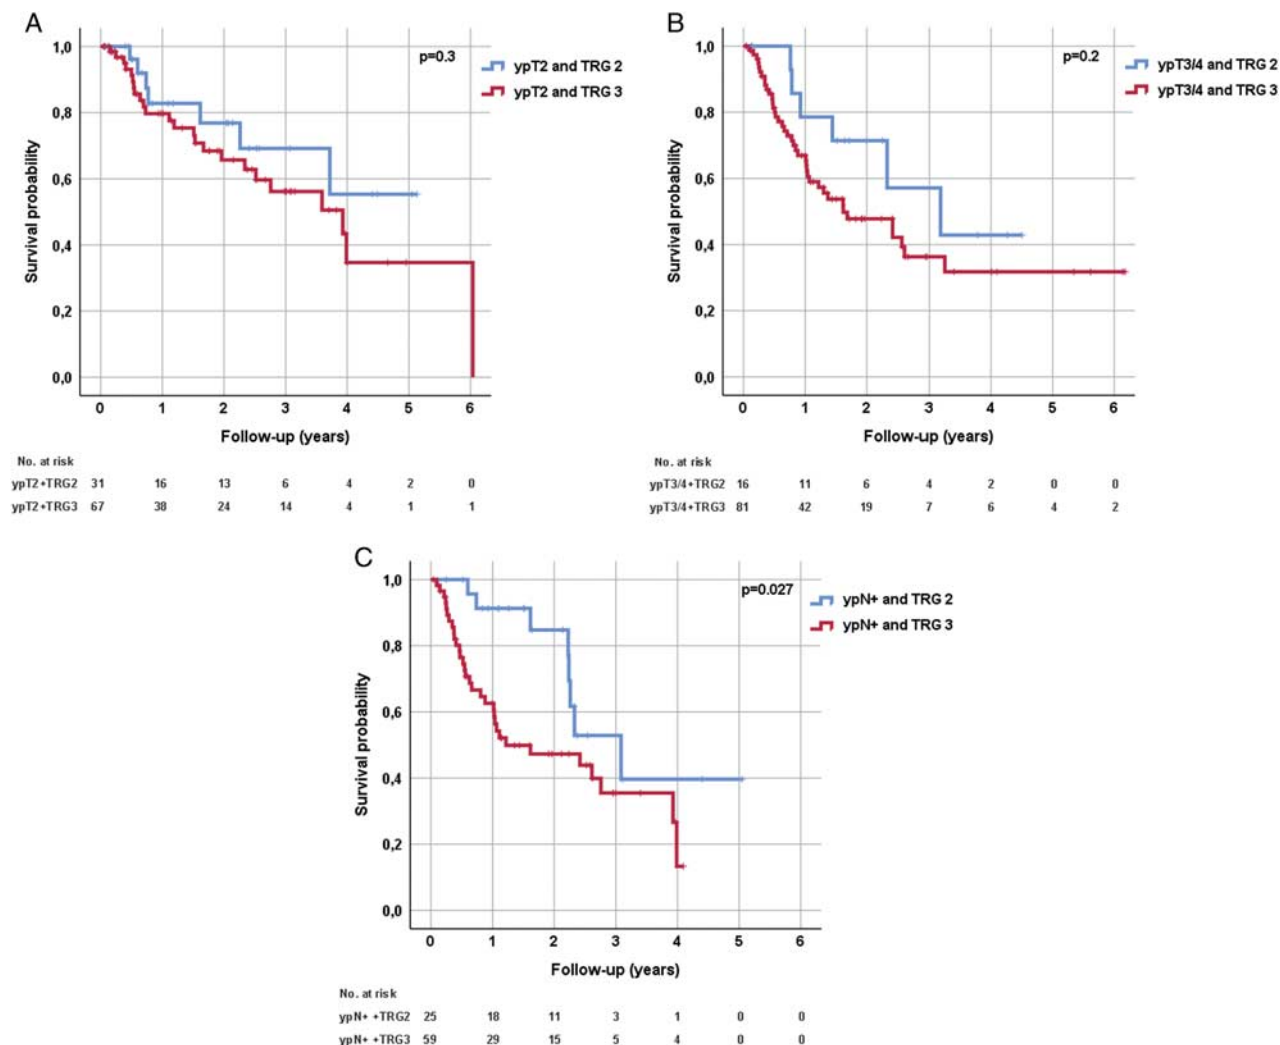 A
p=0.3
ypT2 and TRG 2
ypT2 and TRG 3
Survival probability
1,0
0,8
0,6
0,4
0,2
0,0
0 1 2 3 4 5 6
Follow-up (years)
No. at risk
ypT2+TRG2 31 16 13 6 4 2 0
ypT2+TRG3 67 38 24 14 4 1 1
B
p=0.2
ypT3/4 and TRG 2
ypT3/4 and TRG 3
Survival probability
1,0
0,8
0,6
0,4
0,2
0,0
0 1 2 3 4 5 6
Follow-up (years)
No. at risk
ypT3/4+TRG2 16 11 6 4 2 0 0
ypT3/4+TRG3 81 42 19 7 6 4 2
C
p=0.027
ypN+ and TRG 2
ypN+ and TRG 3
Survival probability
1,0
0,8
0,6
0,4
0,2
0,0
0 1 2 3 4 5 6
Follow-up (years)
No. at risk
ypN+ +TRG2 25 18 11 3 1 0 0
ypN+ +TRG3 59 29 15 5 4 0 0